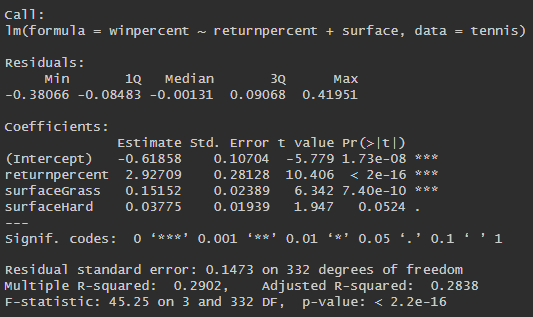 Call:
lm(formula = winpercent ~ returnpercent + surface, data = tennis)

Residuals:
     Min       1Q   Median       3Q      Max
-0.38066 -0.08483 -0.00131  0.09068  0.41951

Coefficients:
              Estimate Std. Error t value Pr(>|t|)
(Intercept)   -0.61858    0.10704  -5.779 1.73e-08 ***
returnpercent  2.92709    0.28128  10.406  < 2e-16 ***
surfaceGrass   0.15152    0.02389   6.342 7.40e-10 ***
surfaceHard    0.03775    0.01939   1.947   0.0524 .
---
Signif. codes:  0 ‘***’ 0.001 ‘**’ 0.01 ‘*’ 0.05 ‘.’ 0.1 ‘ ’ 1

Residual standard error: 0.1473 on 332 degrees of freedom
Multiple R-squared:  0.2902,	Adjusted R-squared:  0.2838
F-statistic: 45.25 on 3 and 332 DF,  p-value: < 2.2e-16